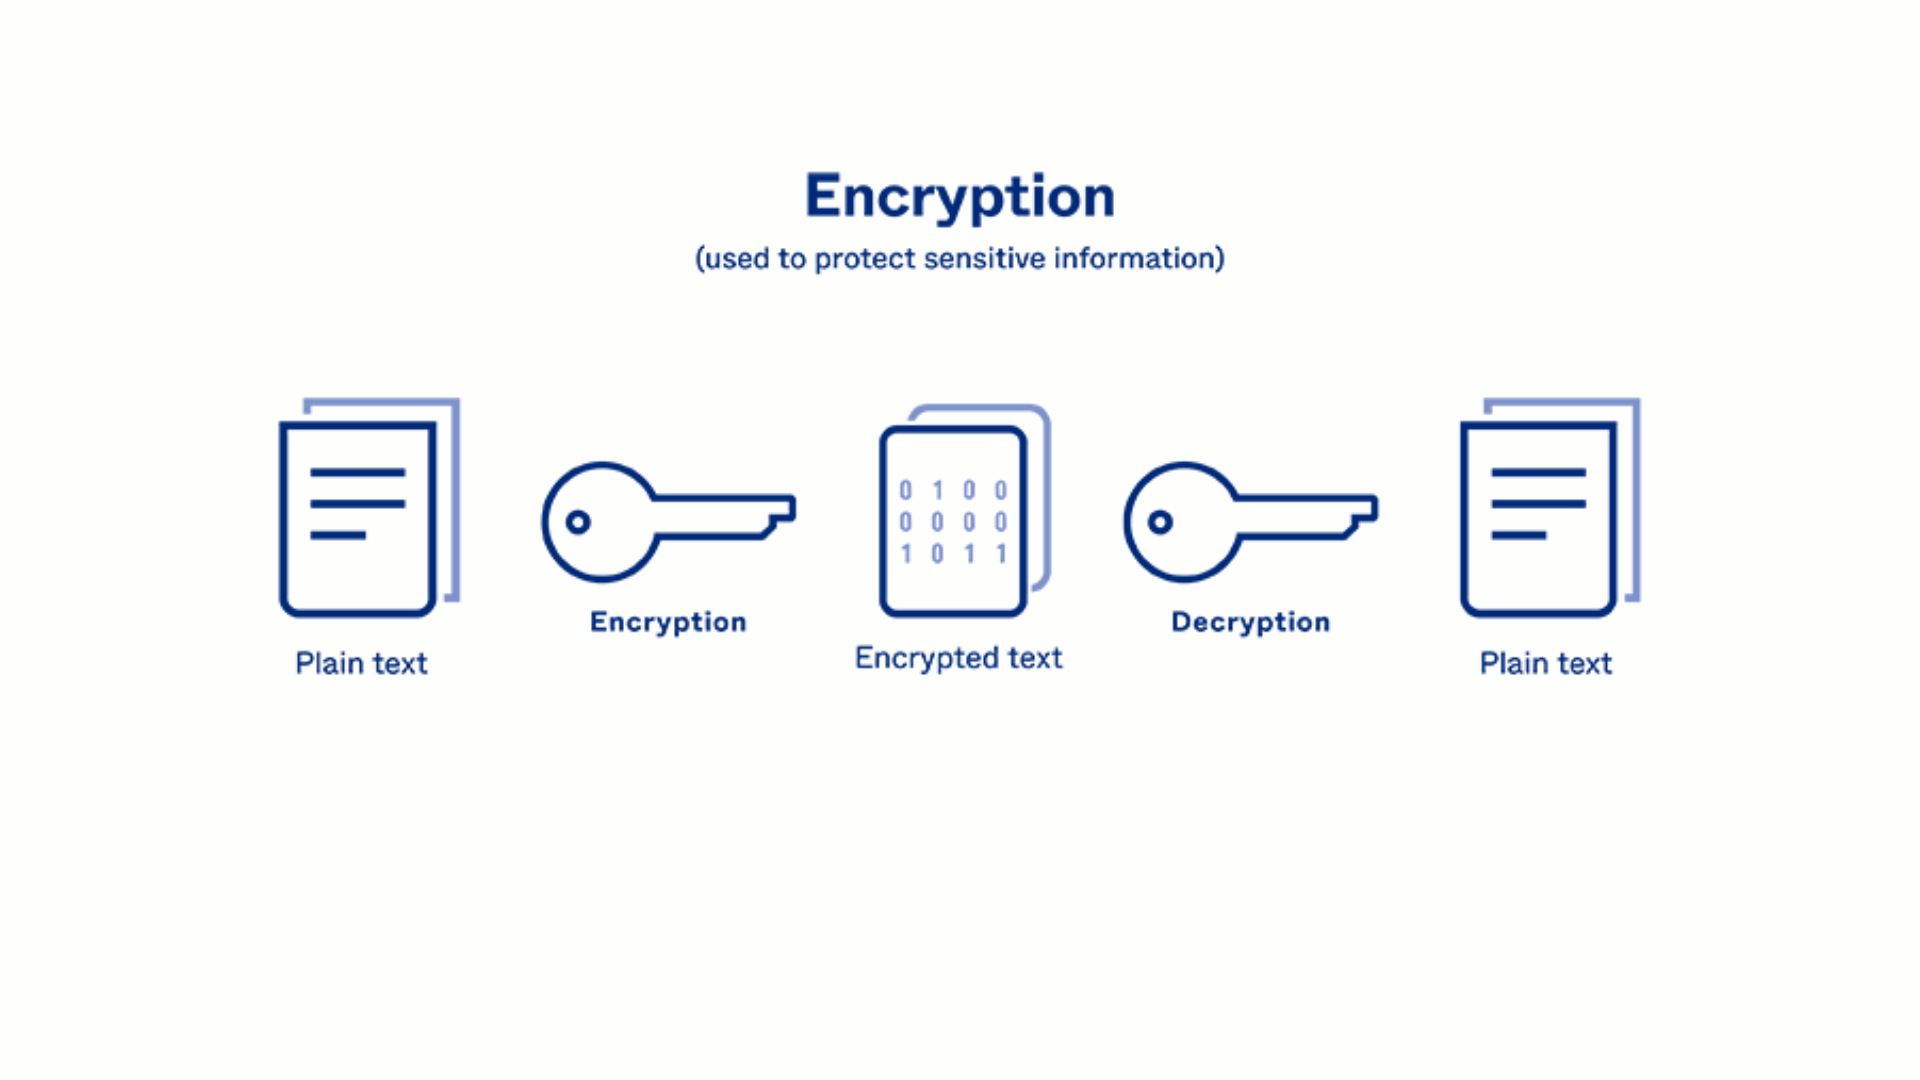 Encryption
(used to protect sensitive information)
0 1 0 0
0 0 0 0
1 0 1 1
Encryption
Decryption
Plain text
Encrypted text
Plain text